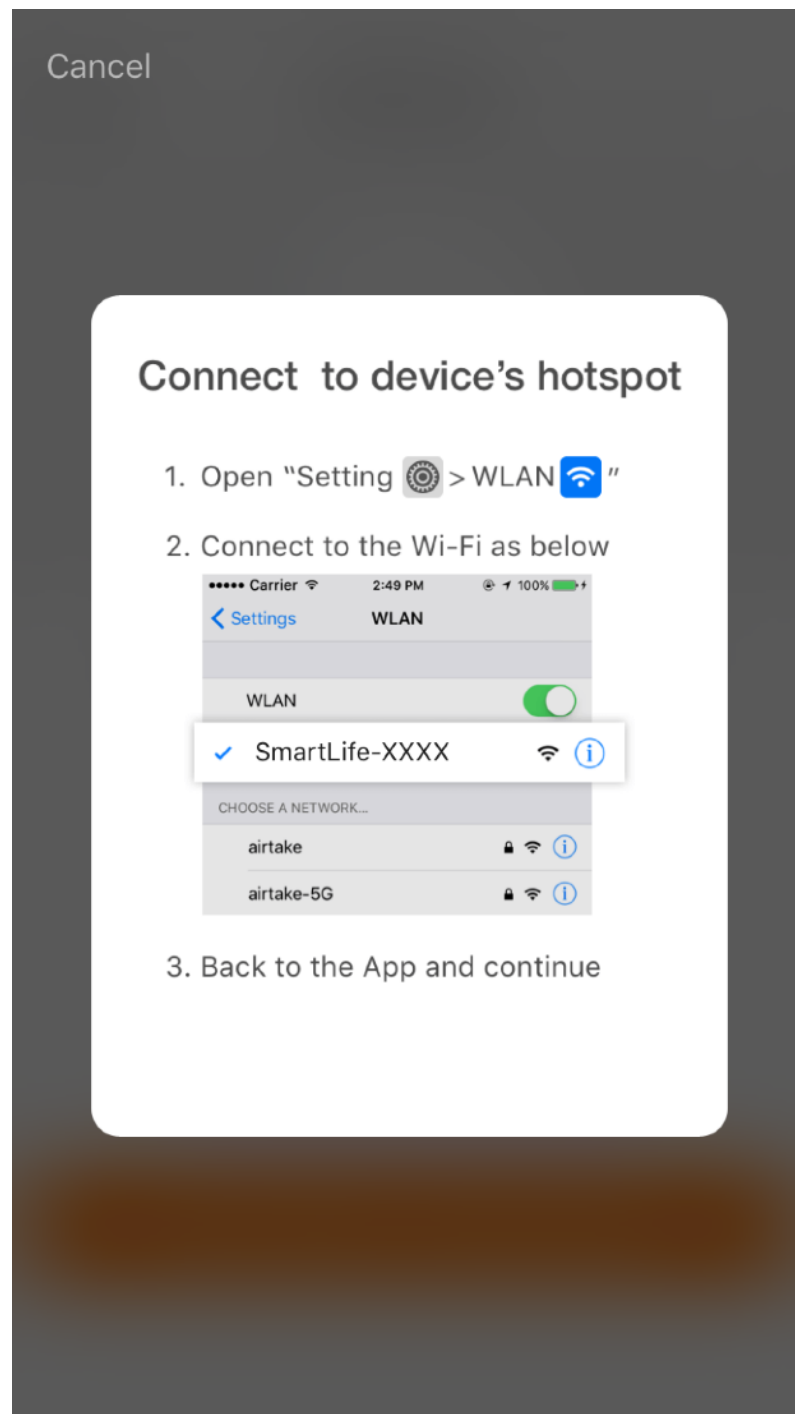 Cancel
Connect to device's hotspot
1. Open “Setting > WLAN ”
2. Connect to the Wi-Fi as below
Carrier 2:49 PM 100%
Settings WLAN
WLAN
SmartLife-XXXX
CHOOSE A NETWORK...
airtake
airtake-5G
3. Back to the App and continue